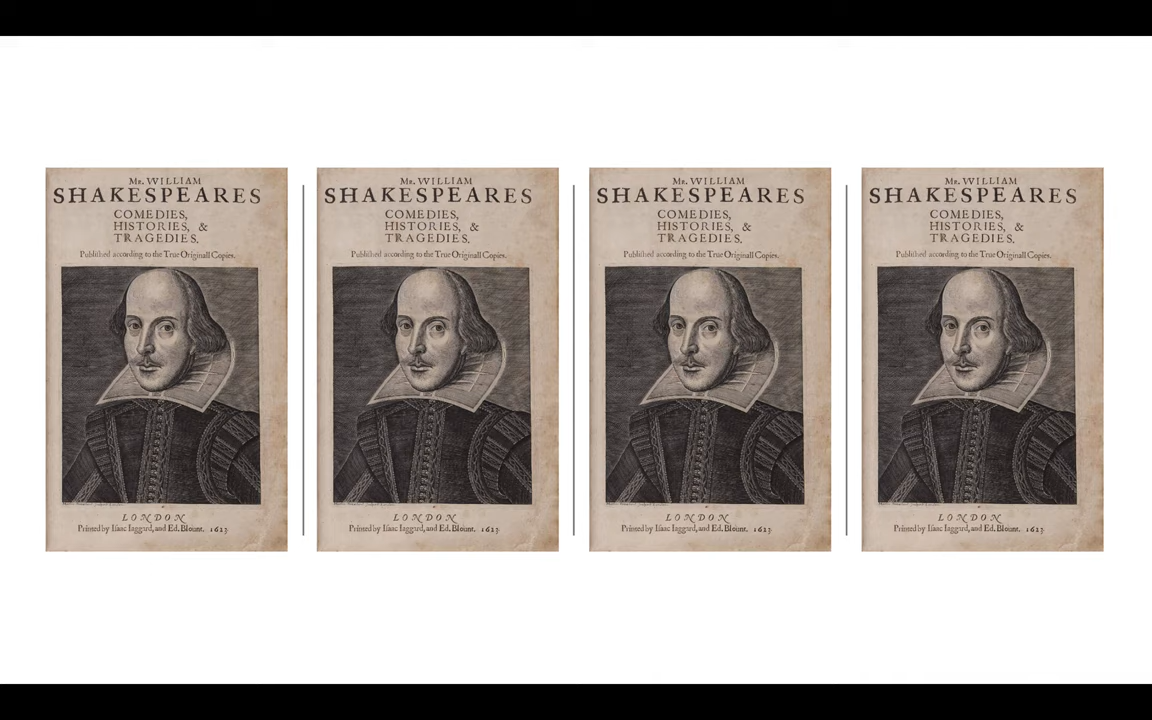 Mr. WILLIAM
SHAKESPEARES
COMEDIES,
HISTORIES, &
TRAGEDIES.
Publiſhed according to the True Originall Copies.
LONDON
Printed by Iſaac Iaggard, and Ed. Blount. 1623.
Mr. WILLIAM
SHAKESPEARES
COMEDIES,
HISTORIES, &
TRAGEDIES.
Publiſhed according to the True Originall Copies.
LONDON
Printed by Iſaac Iaggard, and Ed. Blount. 1623.
Mr. WILLIAM
SHAKESPEARES
COMEDIES,
HISTORIES, &
TRAGEDIES.
Publiſhed according to the True Originall Copies.
LONDON
Printed by Iſaac Iaggard, and Ed. Blount. 1623.
Mr. WILLIAM
SHAKESPEARES
COMEDIES,
HISTORIES, &
TRAGEDIES.
Publiſhed according to the True Originall Copies.
LONDON
Printed by Iſaac Iaggard, and Ed. Blount. 1623.